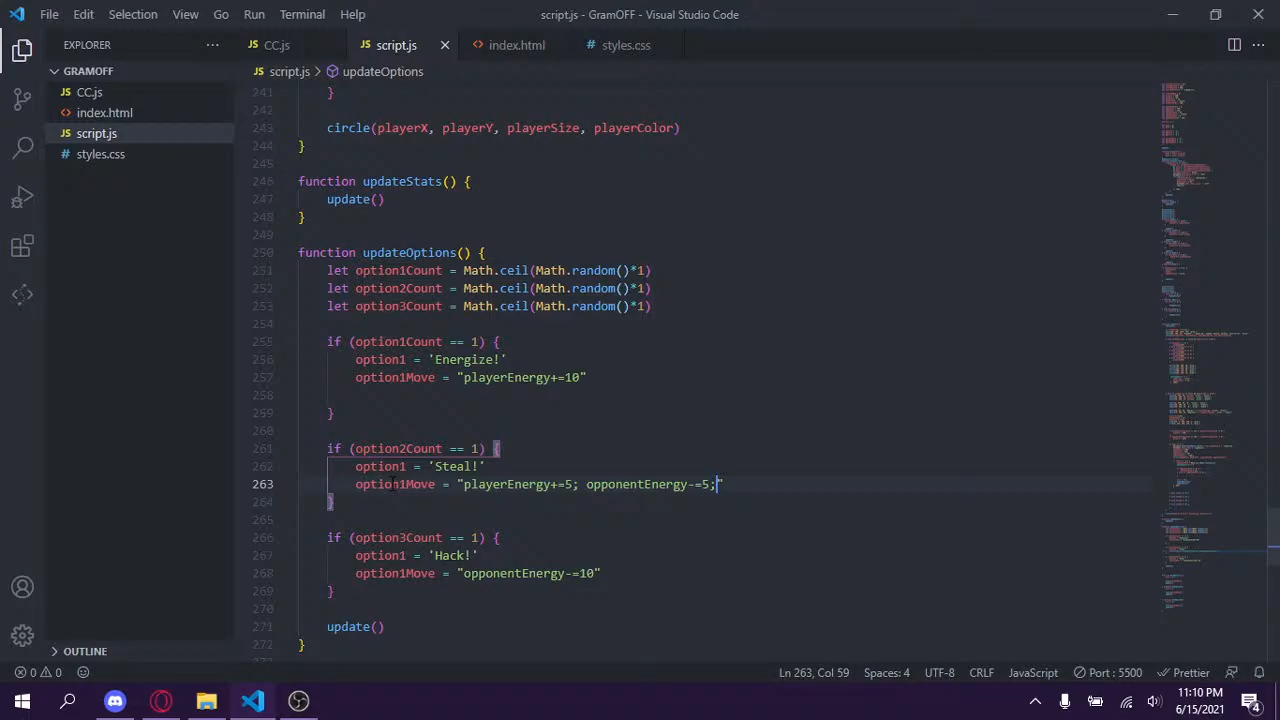 File Edit Selection View Go Run Terminal Help script.js - GramOFF - Visual Studio Code
EXPLORER JS CC.js JS script.js index.html # styles.css
GRAMOFF JS script.js > updateOptions
JS CC.js
index.html
JS script.js
# styles.css
241 }
242
243 circle(playerX, playerY, playerSize, playerColor)
244 }
245
246 function updateStats() {
247 update()
248 }
249
250 function updateOptions() {
251 let option1Count = Math.ceil(Math.random()*1)
252 let option2Count = Math.ceil(Math.random()*1)
253 let option3Count = Math.ceil(Math.random()*1)
254
255 if (option1Count == 1) {
256 option1 = 'Energize!'
257 option1Move = "playerEnergy+=10"
258
259 }
260
261 if (option2Count == 1) {
262 option1 = 'Steal!'
263 option1Move = "playerEnergy+=5; opponentEnergy-=5;"
264 }
265
266 if (option3Count == 1) {
267 option1 = 'Hack!'
268 option1Move = "opponentEnergy-=10"
269 }
270
271 update()
272 }
OUTLINE
0 0 Ln 263, Col 59 Spaces: 4 UTF-8 CRLF JavaScript Port : 5500 Prettier
11:10 PM
6/15/2021
4